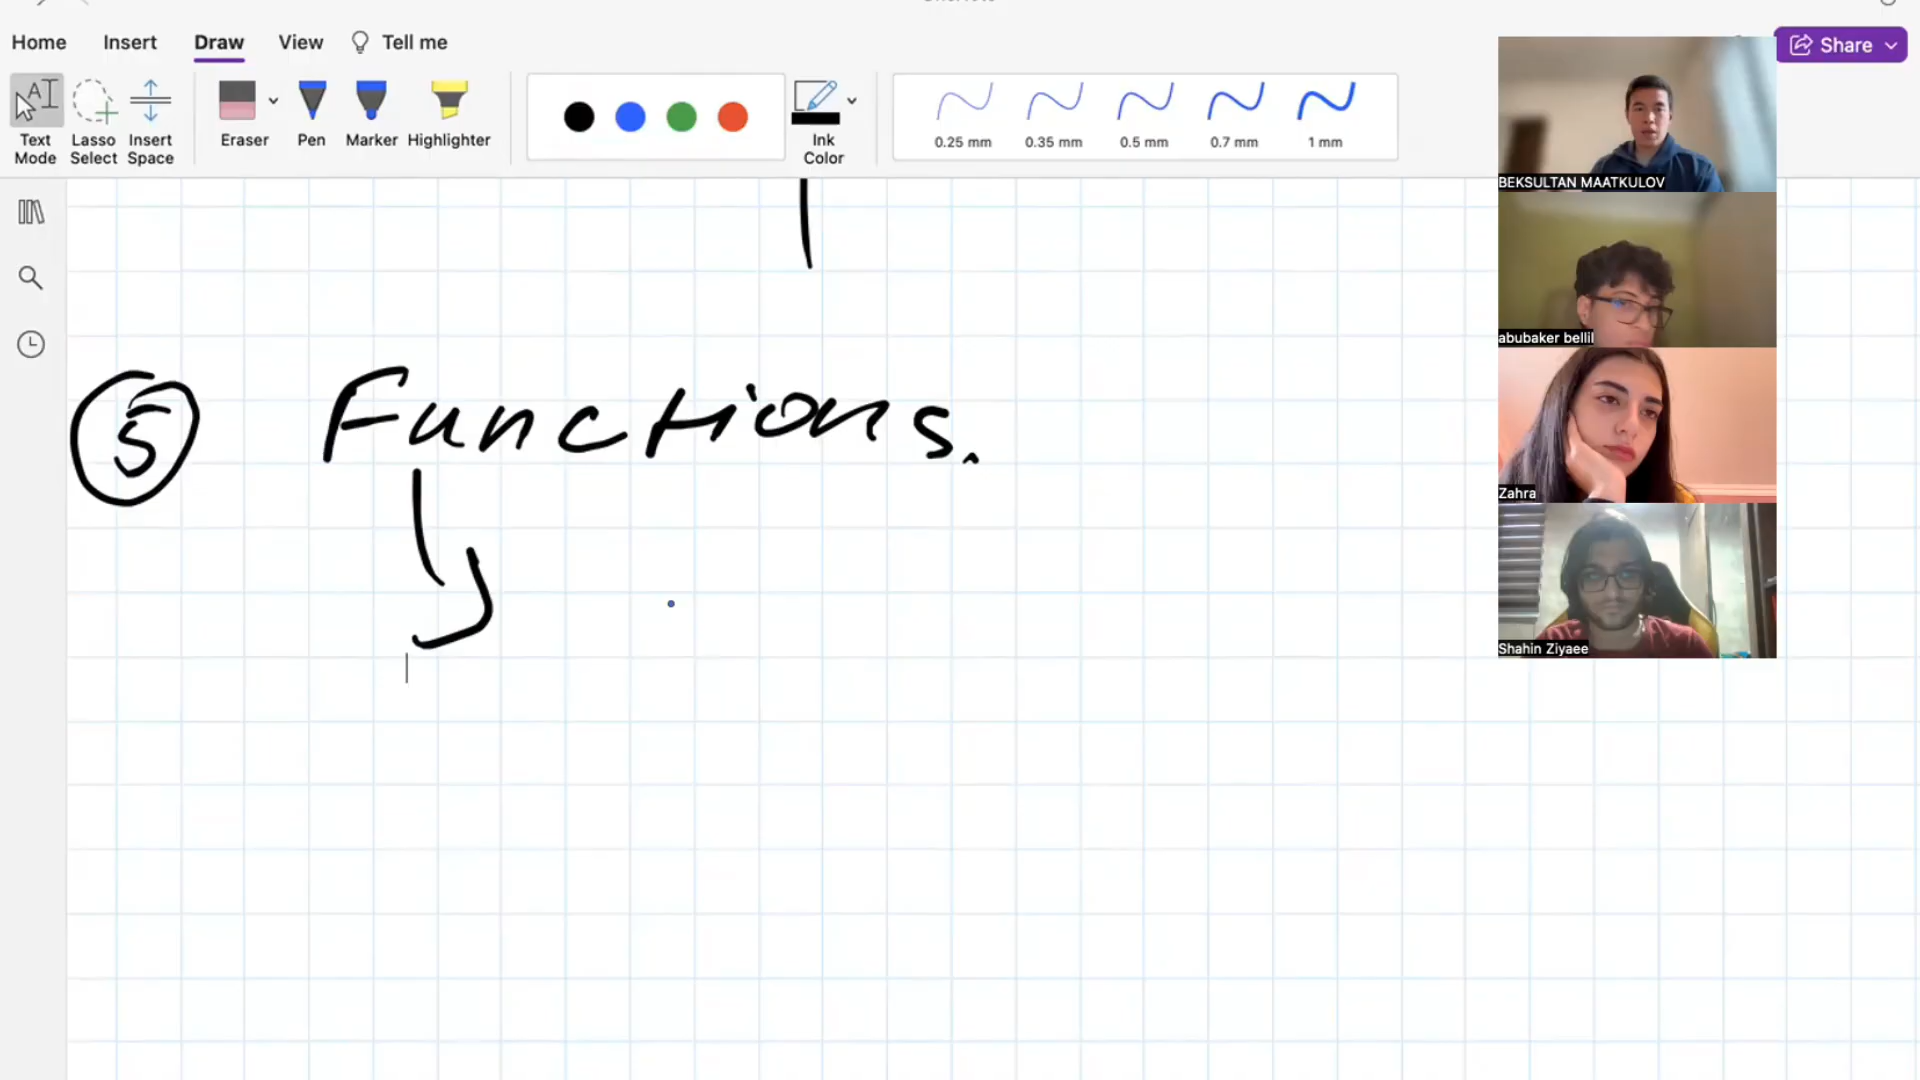 Home Insert Draw View Tell me
Share
Text Mode
Lasso Select
Insert Space
Eraser
Pen
Marker
Highlighter
Ink Color
0.25 mm
0.35 mm
0.5 mm
0.7 mm
1 mm
BEKSULTAN MAATKULOV
abubaker bellil
Zahra
Shahin Ziyaee
5 Functions.